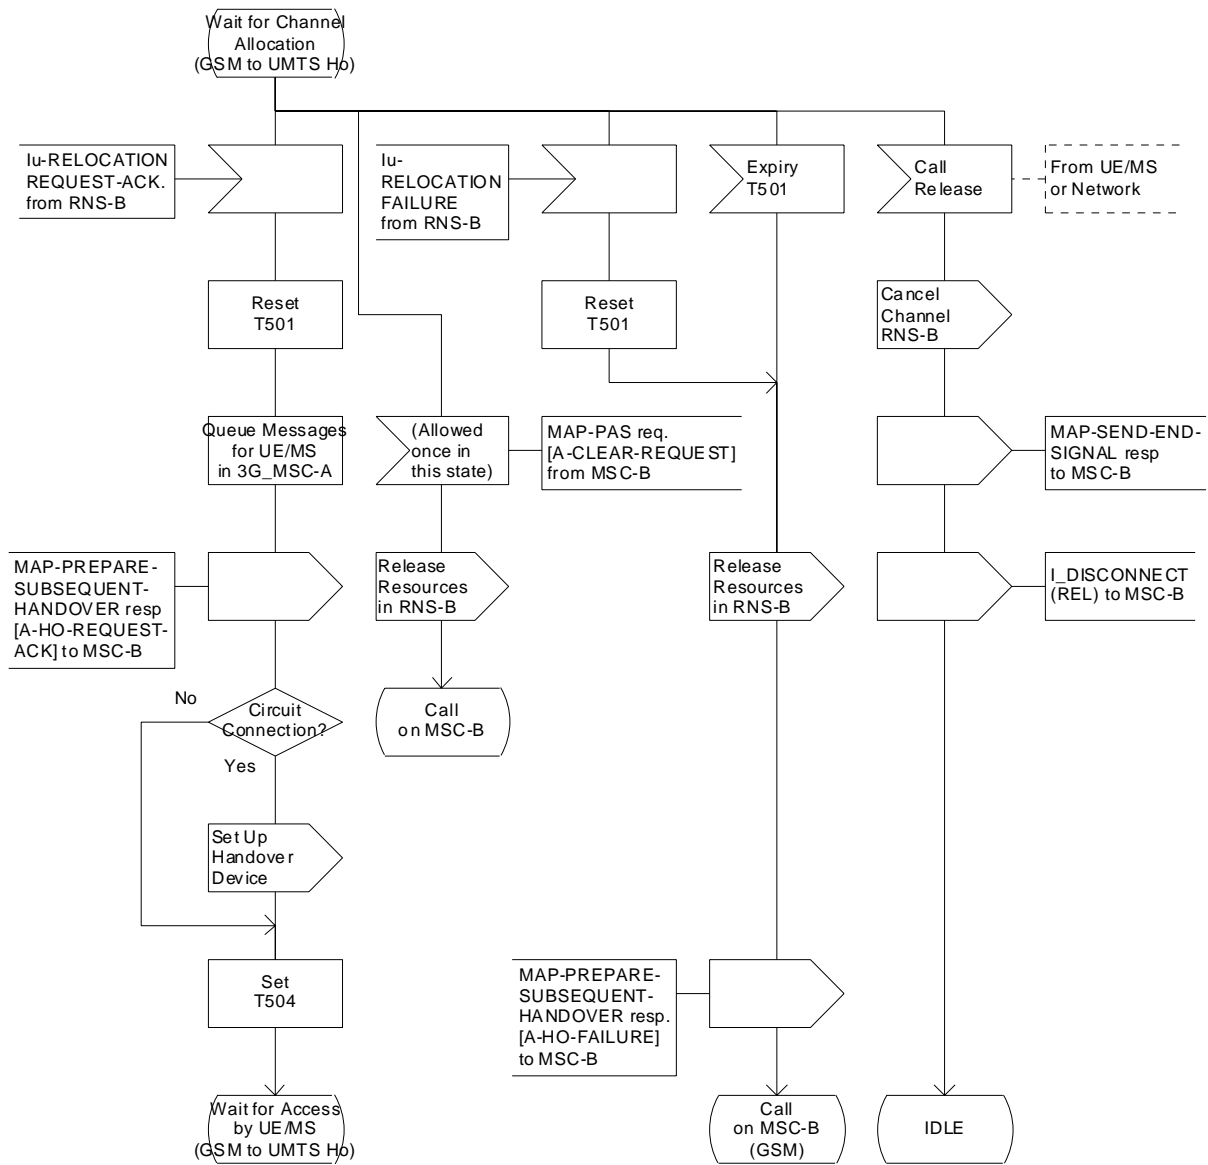 Wait for Channel
Allocation
(GSM to UMTS Ho)
Iu-RELOCATION
REQUEST-ACK.
from RNS-B
Iu-
RELOCATION
FAILURE
from RNS-B
Expiry
T501
Call
Release
From UE/MS
or Network
Reset
T501
Reset
T501
Cancel
Channel
RNS-B
Queue Messages
for UE/MS
in 3G_MSC-A
(Allowed
once in
this state)
MAP-PAS req.
[A-CLEAR-REQUEST]
from MSC-B
MAP-SEND-END-
SIGNAL resp
to MSC-B
MAP-PREPARE-
SUBSEQUENT-
HANDOVER resp
[A-HO-REQUEST-
ACK] to MSC-B
Release
Resources
in RNS-B
Release
Resources
in RNS-B
I_DISCONNECT
(REL) to MSC-B
No
Circuit
Connection?
Yes
Call
on MSC-B
Set Up
Handover
Device
Set
T504
MAP-PREPARE-
SUBSEQUENT-
HANDOVER resp.
[A-HO-FAILURE]
to MSC-B
Wait for Access
by UE/MS
(GSM to UMTS Ho)
Call
on MSC-B
(GSM)
IDLE